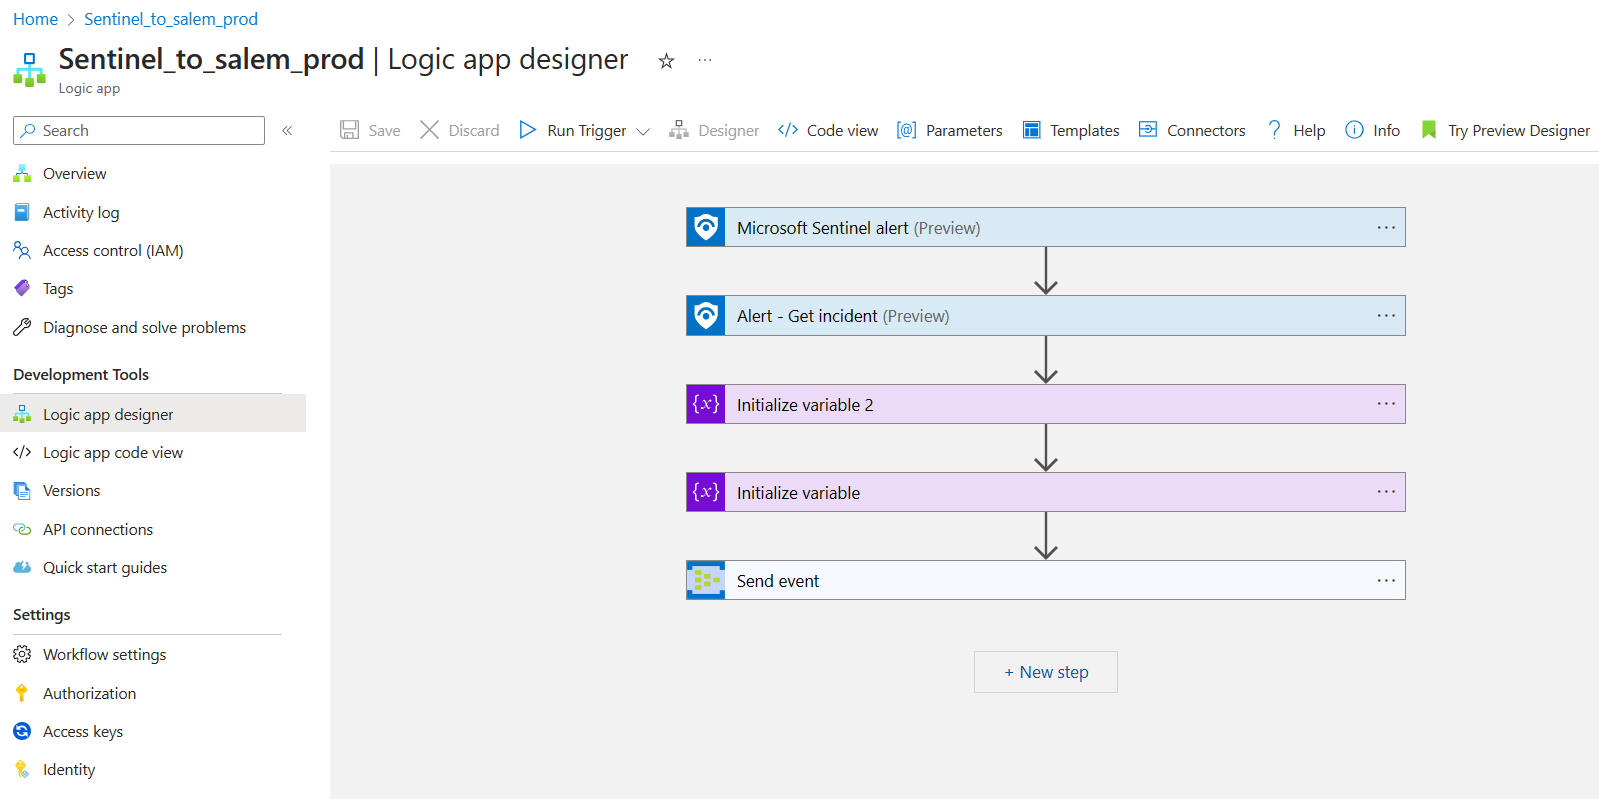 Home > Sentinel_to_salem_prod
Sentinel_to_salem_prod | Logic app designer ☆ ···
Logic app
Search «
Save Discard Run Trigger Designer Code view Parameters Templates Connectors Help Info Try Preview Designer
Overview
Activity log
Access control (IAM)
Tags
Diagnose and solve problems
Development Tools
Logic app designer
Logic app code view
Versions
API connections
Quick start guides
Settings
Workflow settings
Authorization
Access keys
Identity
Microsoft Sentinel alert (Preview) ···
Alert - Get incident (Preview) ···
{x} Initialize variable 2 ···
{x} Initialize variable ···
Send event ···
+ New step